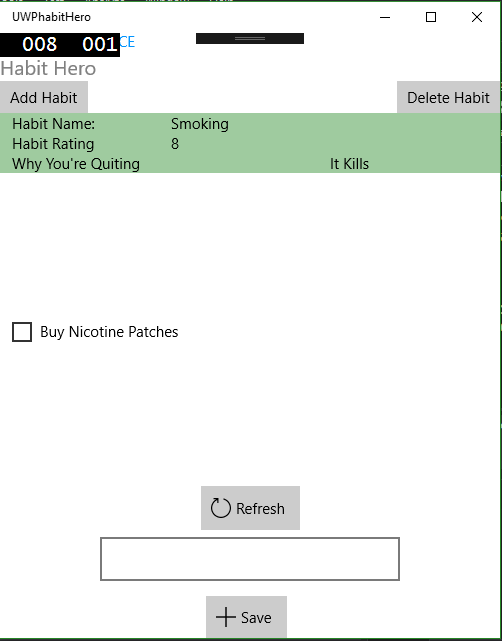 UWPhabitHero
008 001 CE
Habit Hero
Add Habit Delete Habit
Habit Name: Smoking
Habit Rating 8
Why You're Quiting It Kills
Buy Nicotine Patches
Refresh
Save